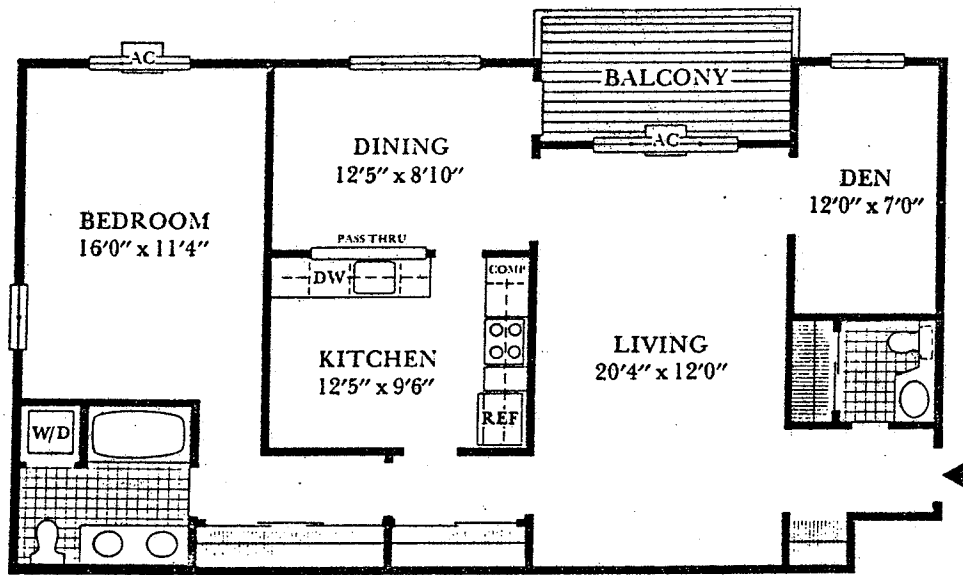 AC
BALCONY
AC
DINING
12'5" x 8'10"
DEN
12'0" x 7'0"
BEDROOM
16'0" x 11'4"
PASS THRU
DW
COMP
KITCHEN
12'5" x 9'6"
LIVING
20'4" x 12'0"
REF
W/D